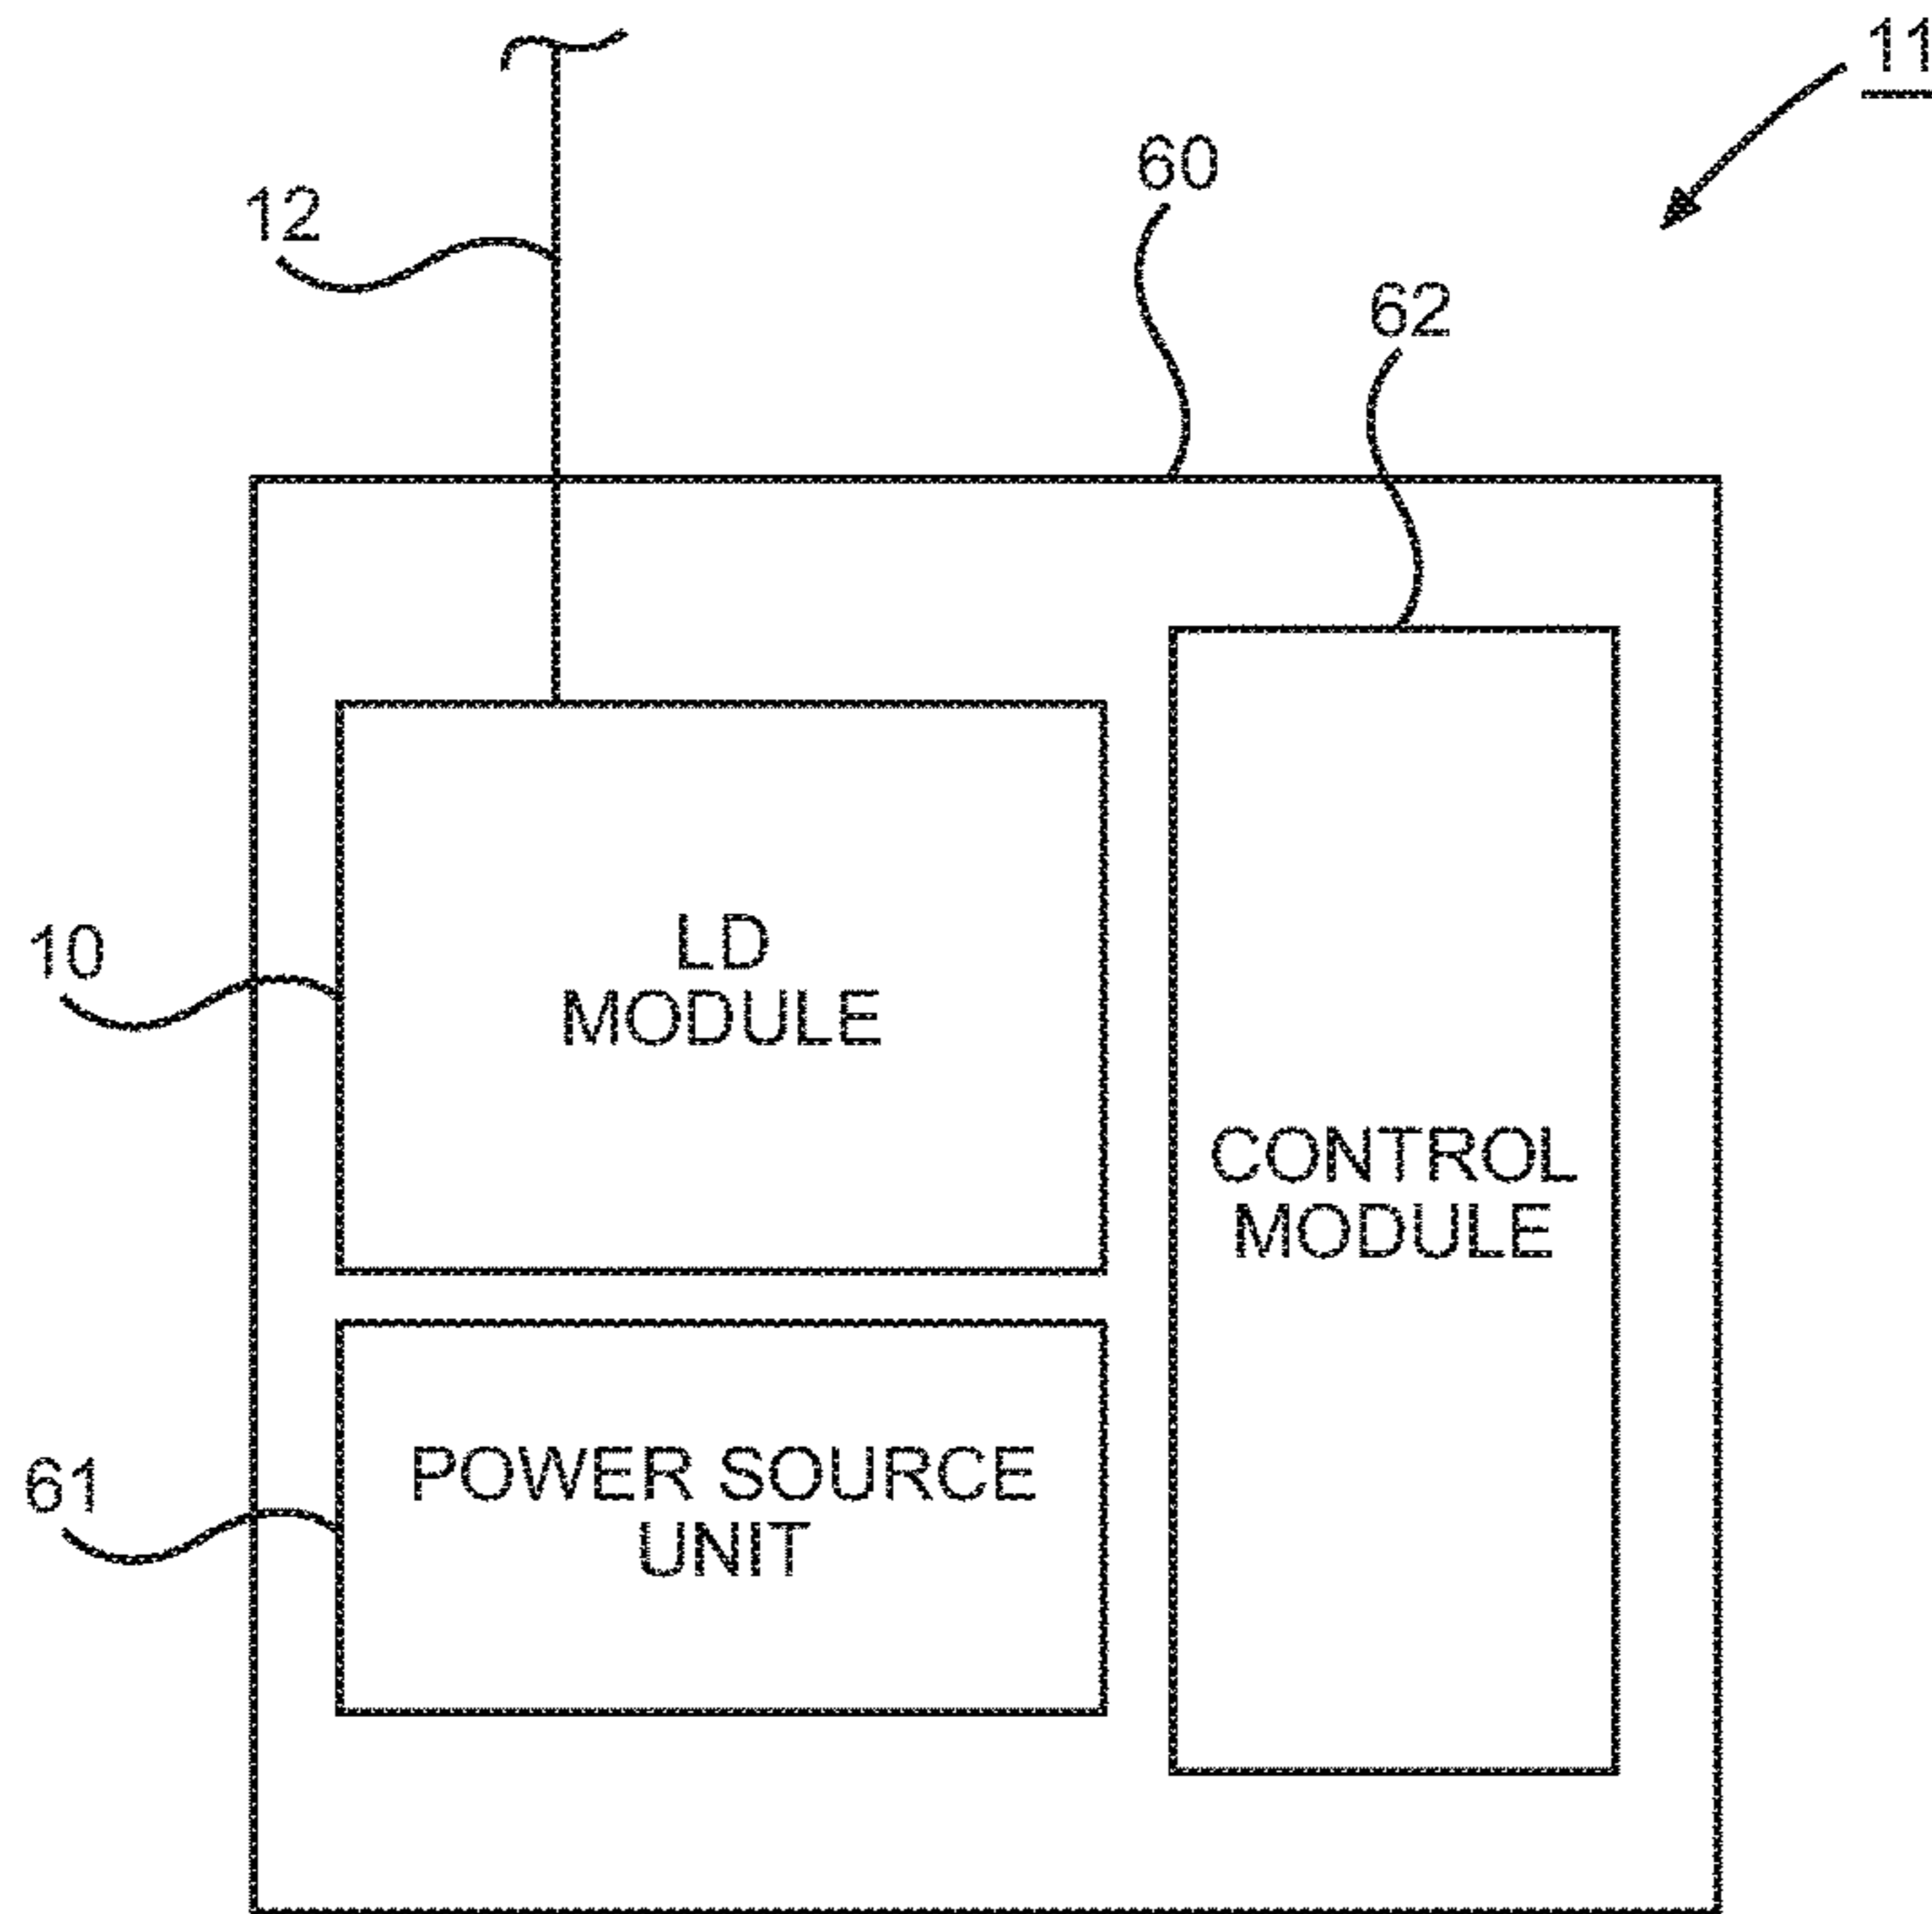 11
60
12
62
10
LD
MODULE
CONTROL
MODULE
61
POWER SOURCE
UNIT